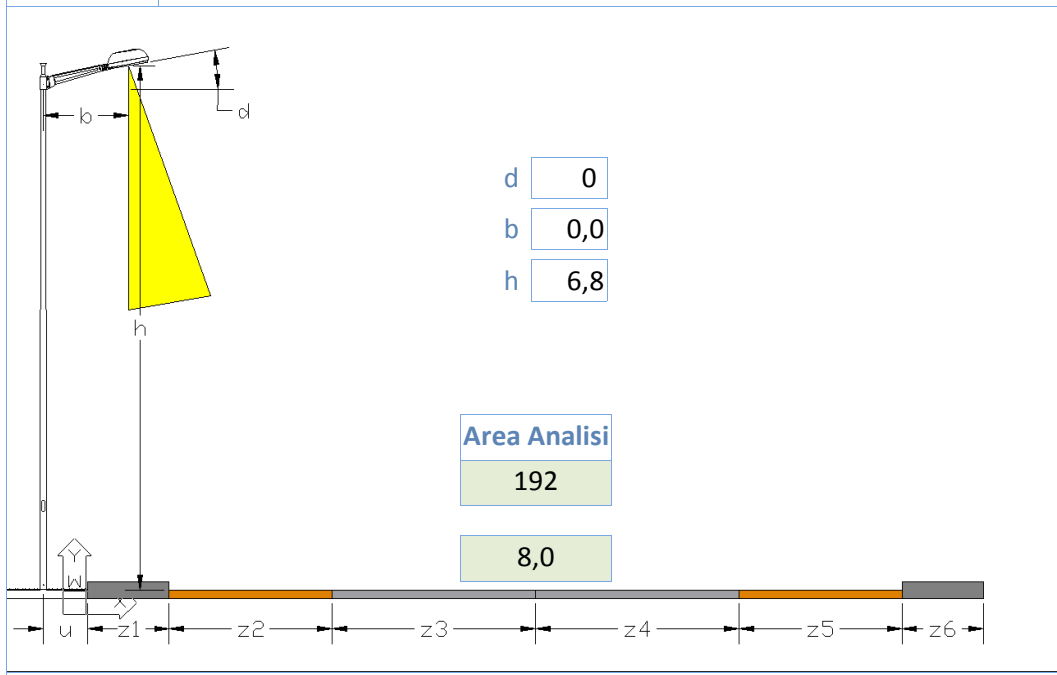 b
d
d 0
b 0,0
h 6,8
h
Area Analisi
192
8,0
Y
W
X
u z1 z2 z3 z4 z5 z6